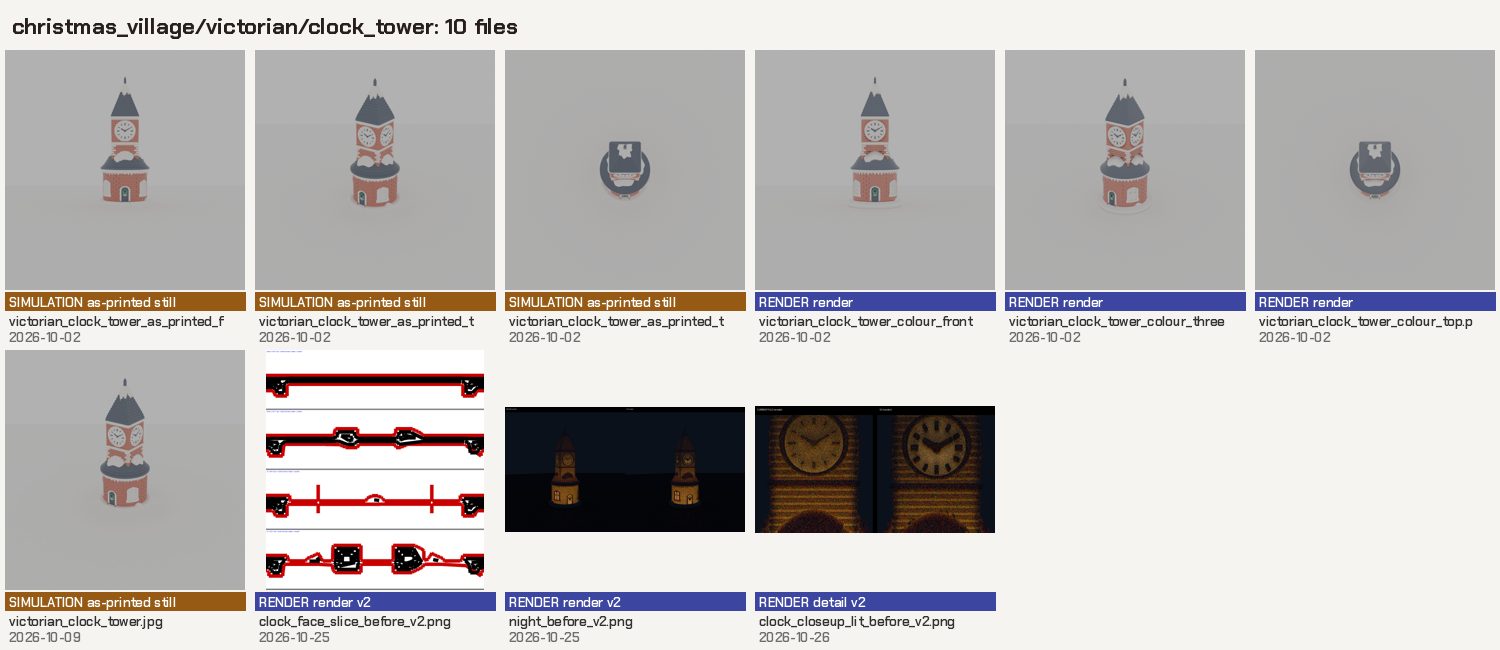 christmas_village/victorian/clock_tower: 10 files
SIMULATION as-printed still
victorian_clock_tower_as_printed_f
2026-10-02
SIMULATION as-printed still
victorian_clock_tower_as_printed_t
2026-10-02
SIMULATION as-printed still
victorian_clock_tower_as_printed_t
2026-10-02
RENDER render
victorian_clock_tower_colour_front
2026-10-02
RENDER render
victorian_clock_tower_colour_three
2026-10-02
RENDER render
victorian_clock_tower_colour_top.p
2026-10-02
SIMULATION as-printed still
victorian_clock_tower.jpg
2026-10-09
RENDER render v2
clock_face_slice_before_v2.png
2026-10-25
RENDER render v2
night_before_v2.png
2026-10-25
RENDER detail v2
clock_closeup_lit_before_v2.png
2026-10-26